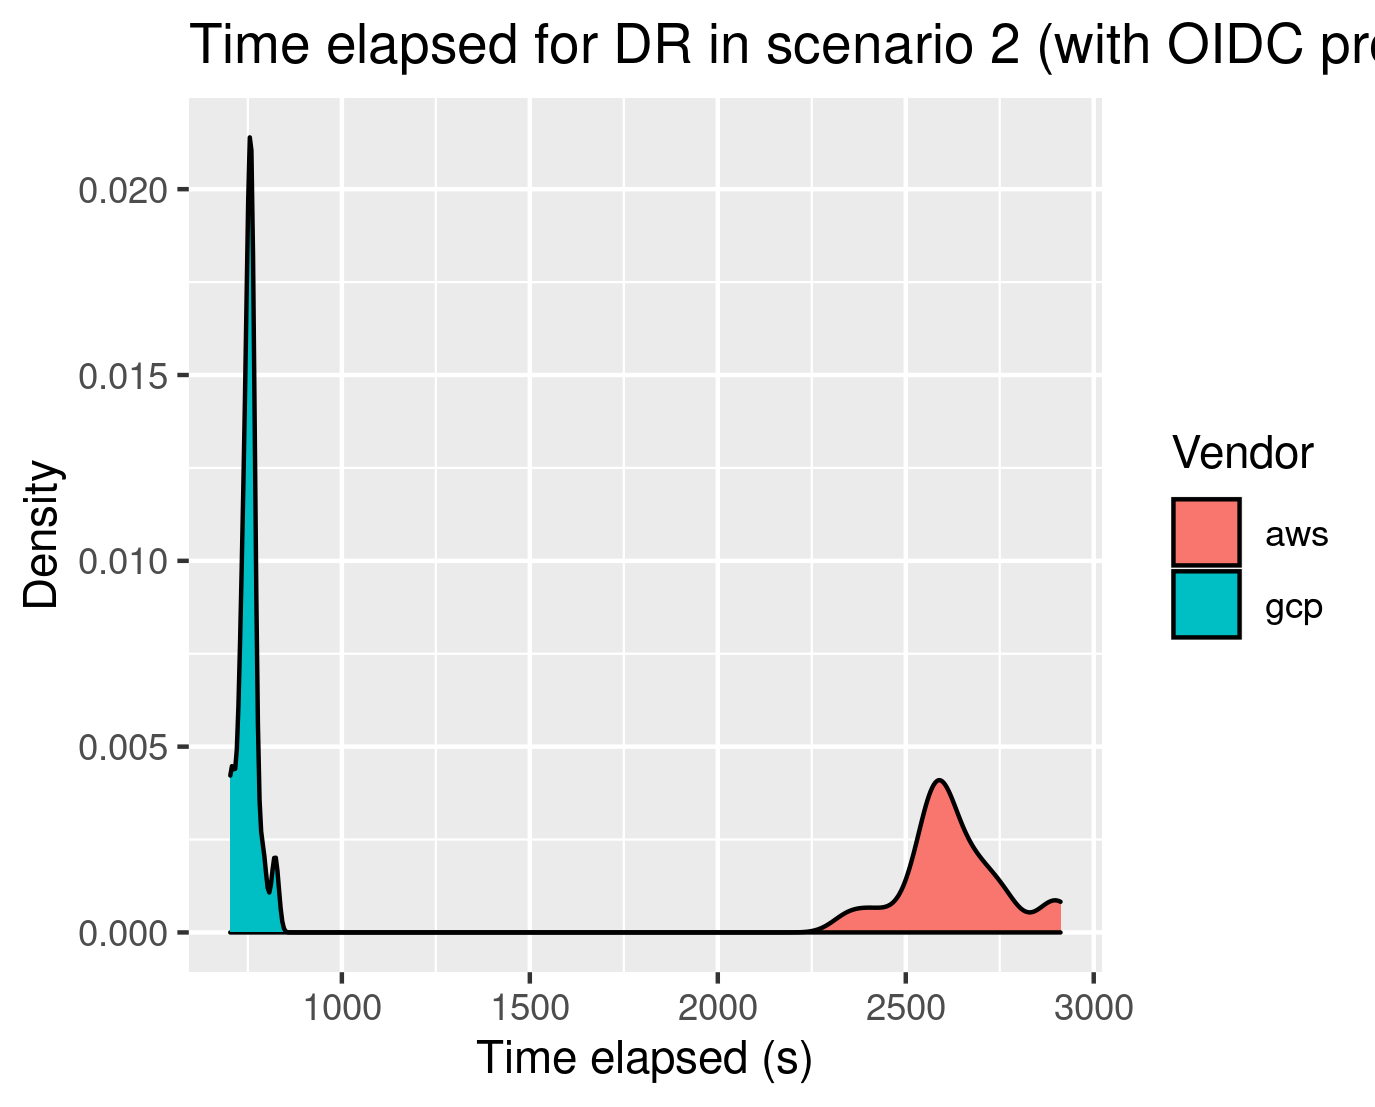 Time elapsed for DR in scenario 2 (with OIDC
0.020
0.015
0.010
0.005
0.000
Density
1000 1500 2000 2500 3000
Time elapsed (s)
Vendor
aws
gcp